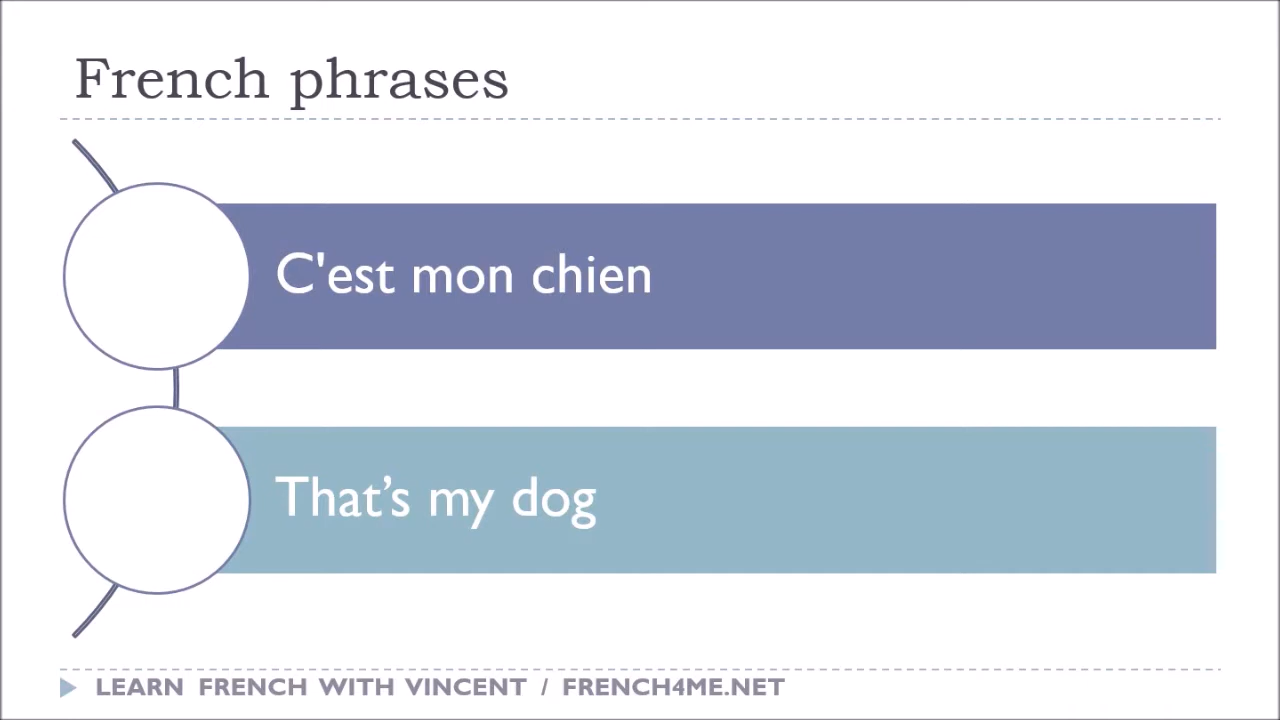 French phrases
C'est mon chien
That’s my dog
LEARN FRENCH WITH VINCENT / FRENCH4ME.NET